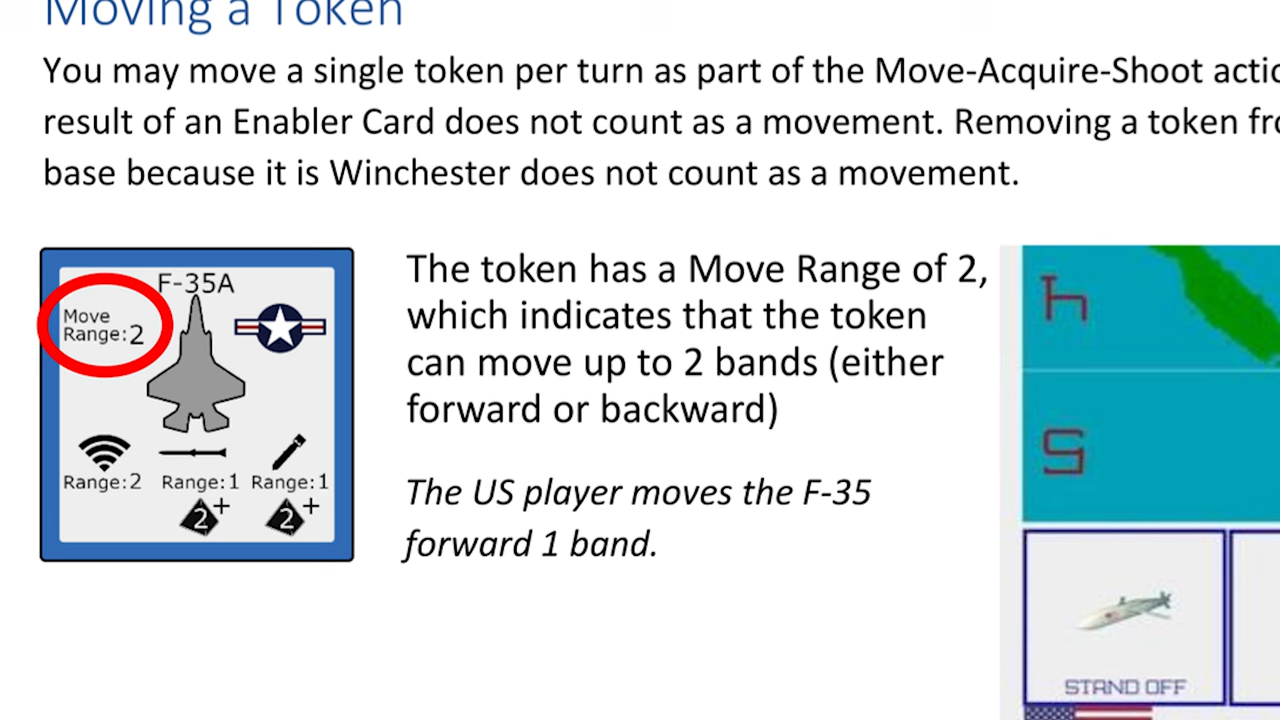 Moving a Token
You may move a single token per turn as part of the Move-Acquire-Shoot
result of an Enabler Card does not count as a movement. Removing a token
base because it is Winchester does not count as a movement.
F-35A
Move
Range:2
Range:2 Range:1 Range:1
2+ 2+
The token has a Move Range of 2,
which indicates that the token
can move up to 2 bands (either
forward or backward)
The US player moves the F-35
forward 1 band.
4
5
STAND OFF